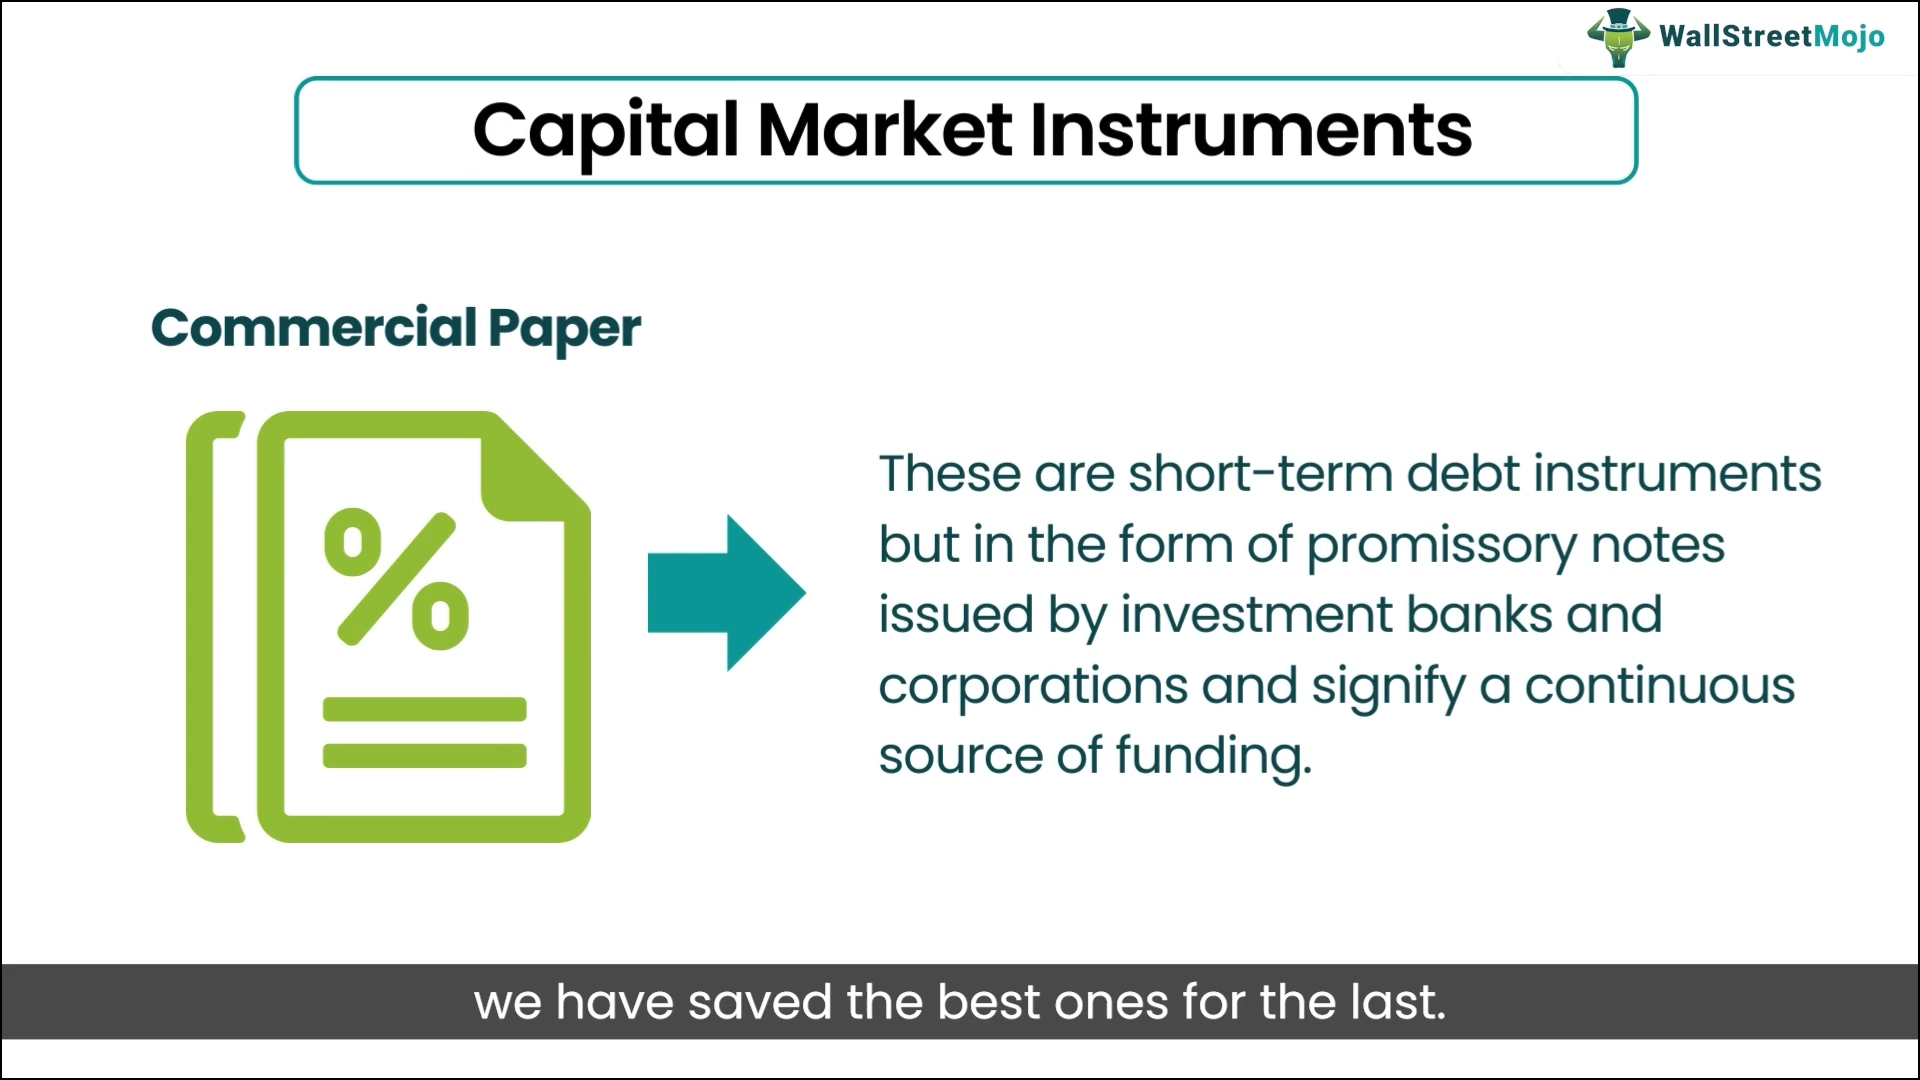 WallStreetMojo
Capital Market Instruments
Commercial Paper
%
These are short-term debt instruments
but in the form of promissory notes
issued by investment banks and
corporations and signify a continuous
source of funding.
we have saved the best ones for the last.